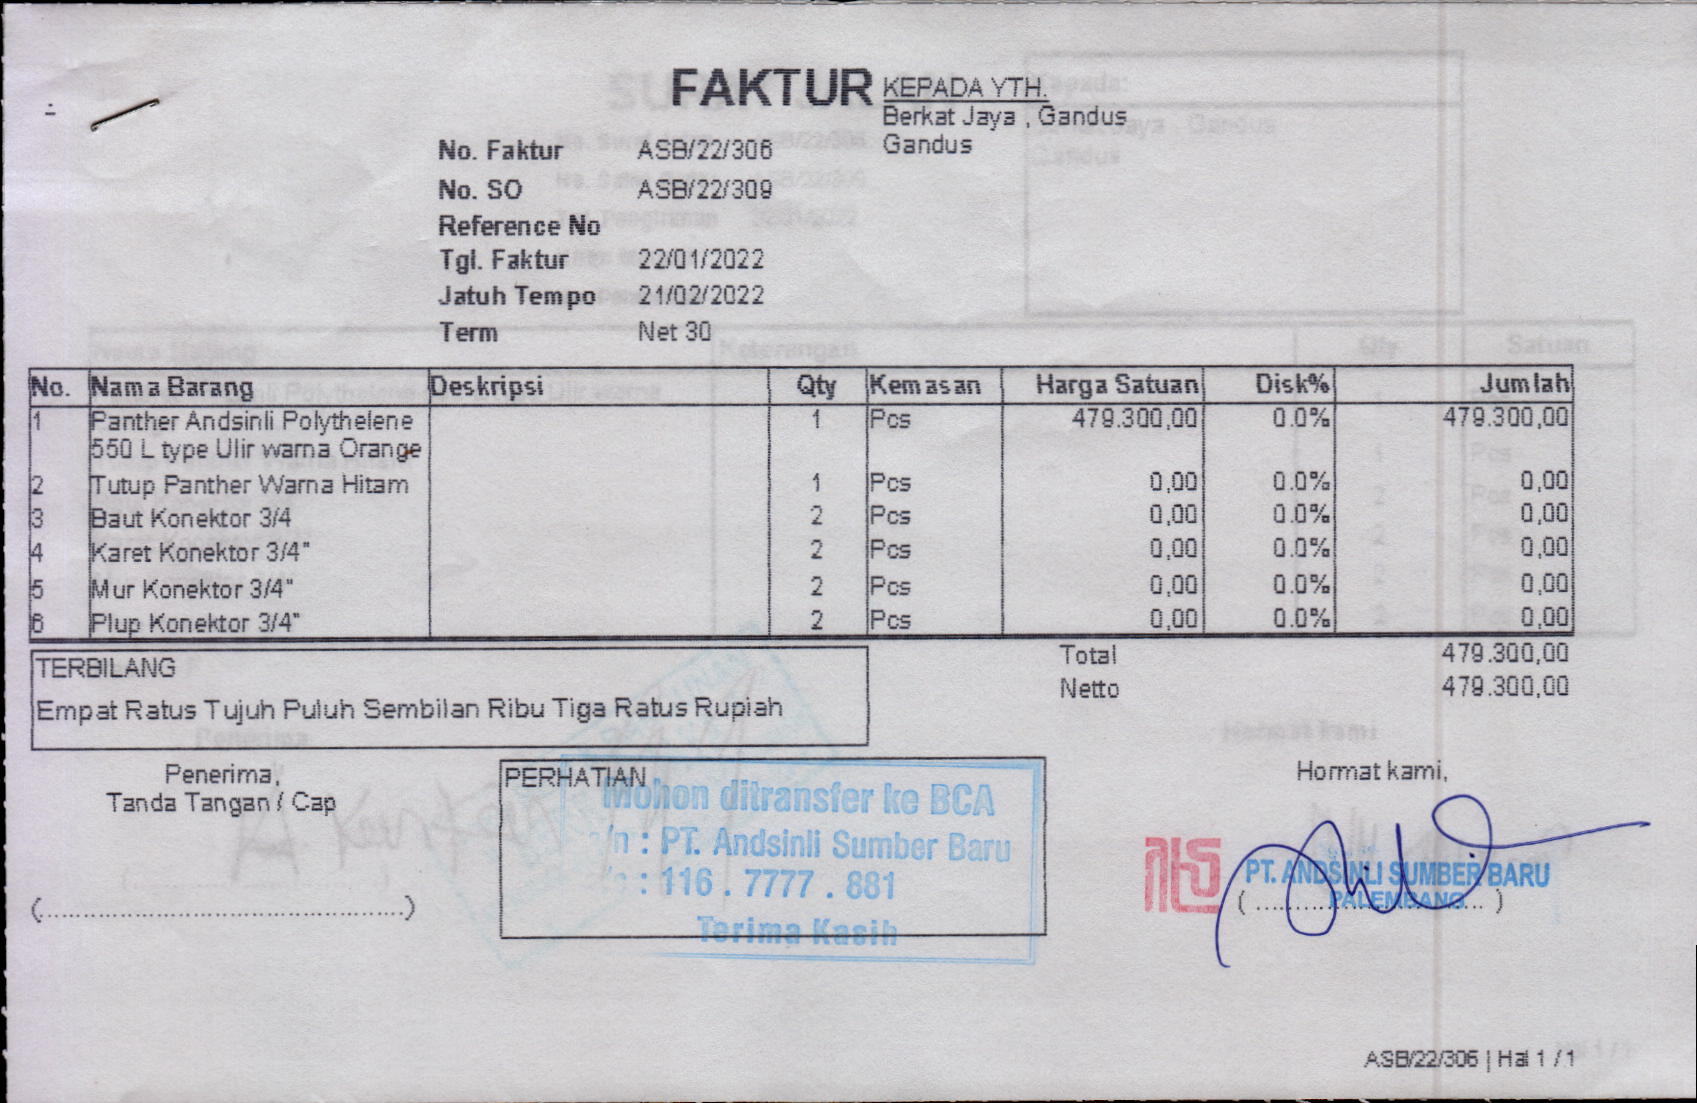 FAKTUR
KEPADA YTH.
Berkat Jaya , Gandus
Gandus
No. Faktur ASB/22/306
No. SO ASB/22/309
Reference No
Tgl. Faktur 22/01/2022
Jatuh Tempo 21/02/2022
Term Net 30
No. Nama Barang Deskripsi Qty Kemasan Harga Satuan Disk% Jumlah
1 Panther Andsinli Polythelene 1 Pcs 479.300,00 0.0% 479.300,00
550 L type Ulir warna Orange
2 Tutup Panther Warna Hitam 1 Pcs 0,00 0.0% 0,00
3 Baut Konektor 3/4 2 Pcs 0,00 0.0% 0,00
4 Karet Konektor 3/4" 2 Pcs 0,00 0.0% 0,00
5 Mur Konektor 3/4" 2 Pcs 0,00 0.0% 0,00
6 Plup Konektor 3/4" 2 Pcs 0,00 0.0% 0,00
Total 479.300,00
Netto 479.300,00
TERBILANG
Empat Ratus Tujuh Puluh Sembilan Ribu Tiga Ratus Rupiah
Penerima,
Tanda Tangan / Cap
(................................................)
PERHATIAN
Mohon ditransfer ke BCA
: PT. Andsinli Sumber Baru
: 116 . 7777 . 881
Terima Kasih
Hormat kami,
PT. ANDSINLI SUMBER BARU
PALEMBANG
(................................)
ASB/22/306 | Hal 1 / 1